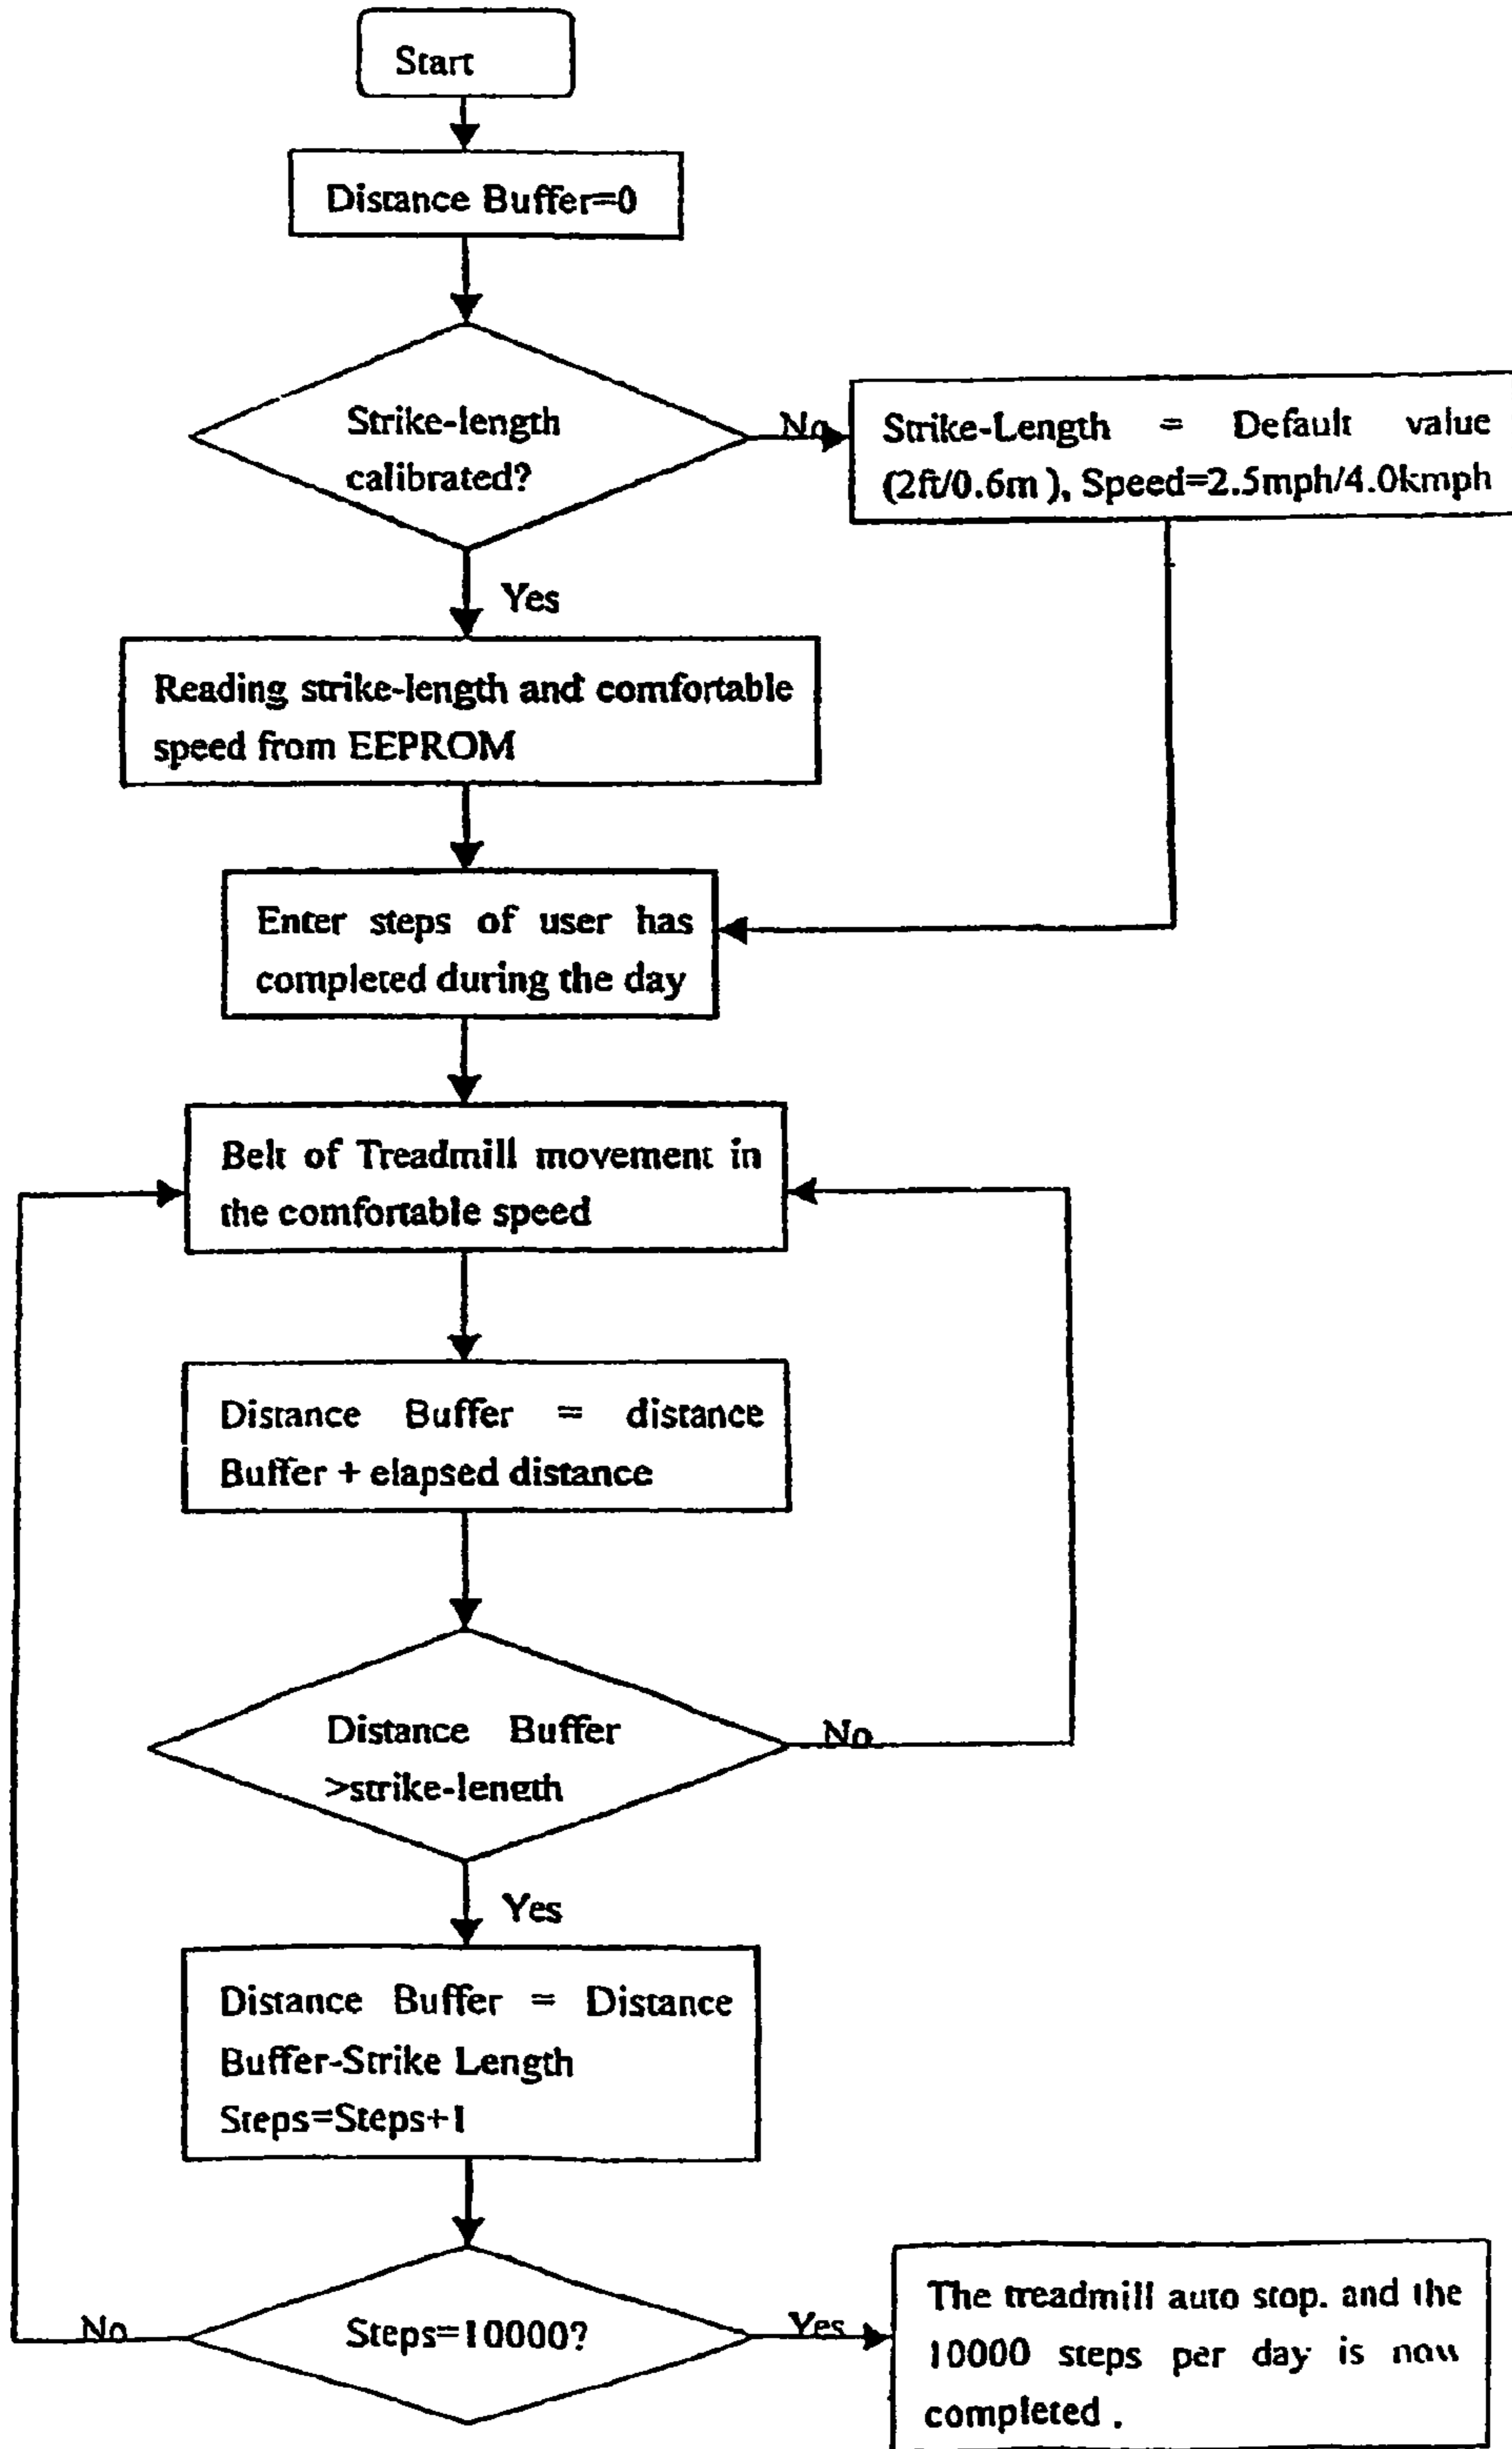 Start
Distance Buffer=0
Strike-length
calibrated?
No
Strike-Length = Default value
(2ft/0.6m ), Speed=2.5mph/4.0kmph
Yes
Reading strike-length and comfortable
speed from EEPROM
Enter steps of user has
completed during the day
Belt of Treadmill movement in
the comfortable speed
Distance Buffer = distance
Buffer + elapsed distance
Distance Buffer
>strike-length
No
Yes
Distance Buffer = Distance
Buffer-Strike Length
Steps=Steps+1
Steps=10000?
No
Yes
The treadmill auto stop. and the
10000 steps per day is now
completed .